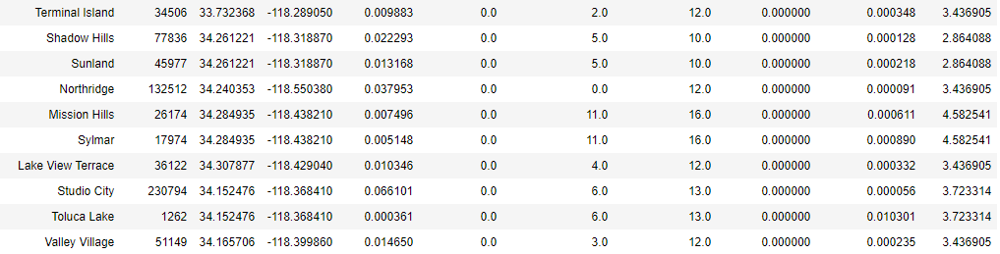 Terminal Island 34506 33.732368 -118.289050 0.009883 0.0 2.0 12.0 0.000000 0.000348 3.436905
Shadow Hills 77836 34.261221 -118.318870 0.022293 0.0 5.0 10.0 0.000000 0.000128 2.864088
Sunland 45977 34.261221 -118.318870 0.013168 0.0 5.0 10.0 0.000000 0.000218 2.864088
Northridge 132512 34.240353 -118.550380 0.037953 0.0 0.0 12.0 0.000000 0.000091 3.436905
Mission Hills 26174 34.284935 -118.438210 0.007496 0.0 11.0 16.0 0.000000 0.000611 4.582541
Sylmar 17974 34.284935 -118.438210 0.005148 0.0 11.0 16.0 0.000000 0.000890 4.582541
Lake View Terrace 36122 34.307877 -118.429040 0.010346 0.0 4.0 12.0 0.000000 0.000332 3.436905
Studio City 230794 34.152476 -118.368410 0.066101 0.0 6.0 13.0 0.000000 0.000056 3.723314
Toluca Lake 1262 34.152476 -118.368410 0.000361 0.0 6.0 13.0 0.000000 0.010301 3.723314
Valley Village 51149 34.165706 -118.399860 0.014650 0.0 3.0 12.0 0.000000 0.000235 3.436905